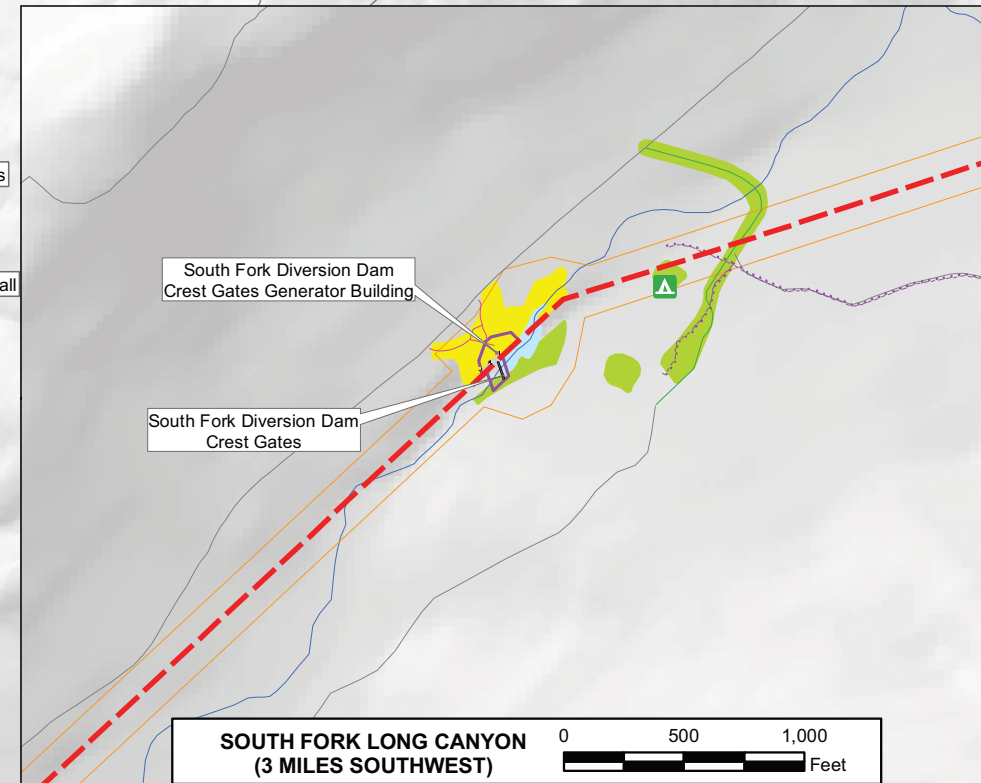 s
all
South Fork Diversion Dam
Crest Gates Generator Building
South Fork Diversion Dam
Crest Gates
SOUTH FORK LONG CANYON
(3 MILES SOUTHWEST)
0 500 1,000
Feet